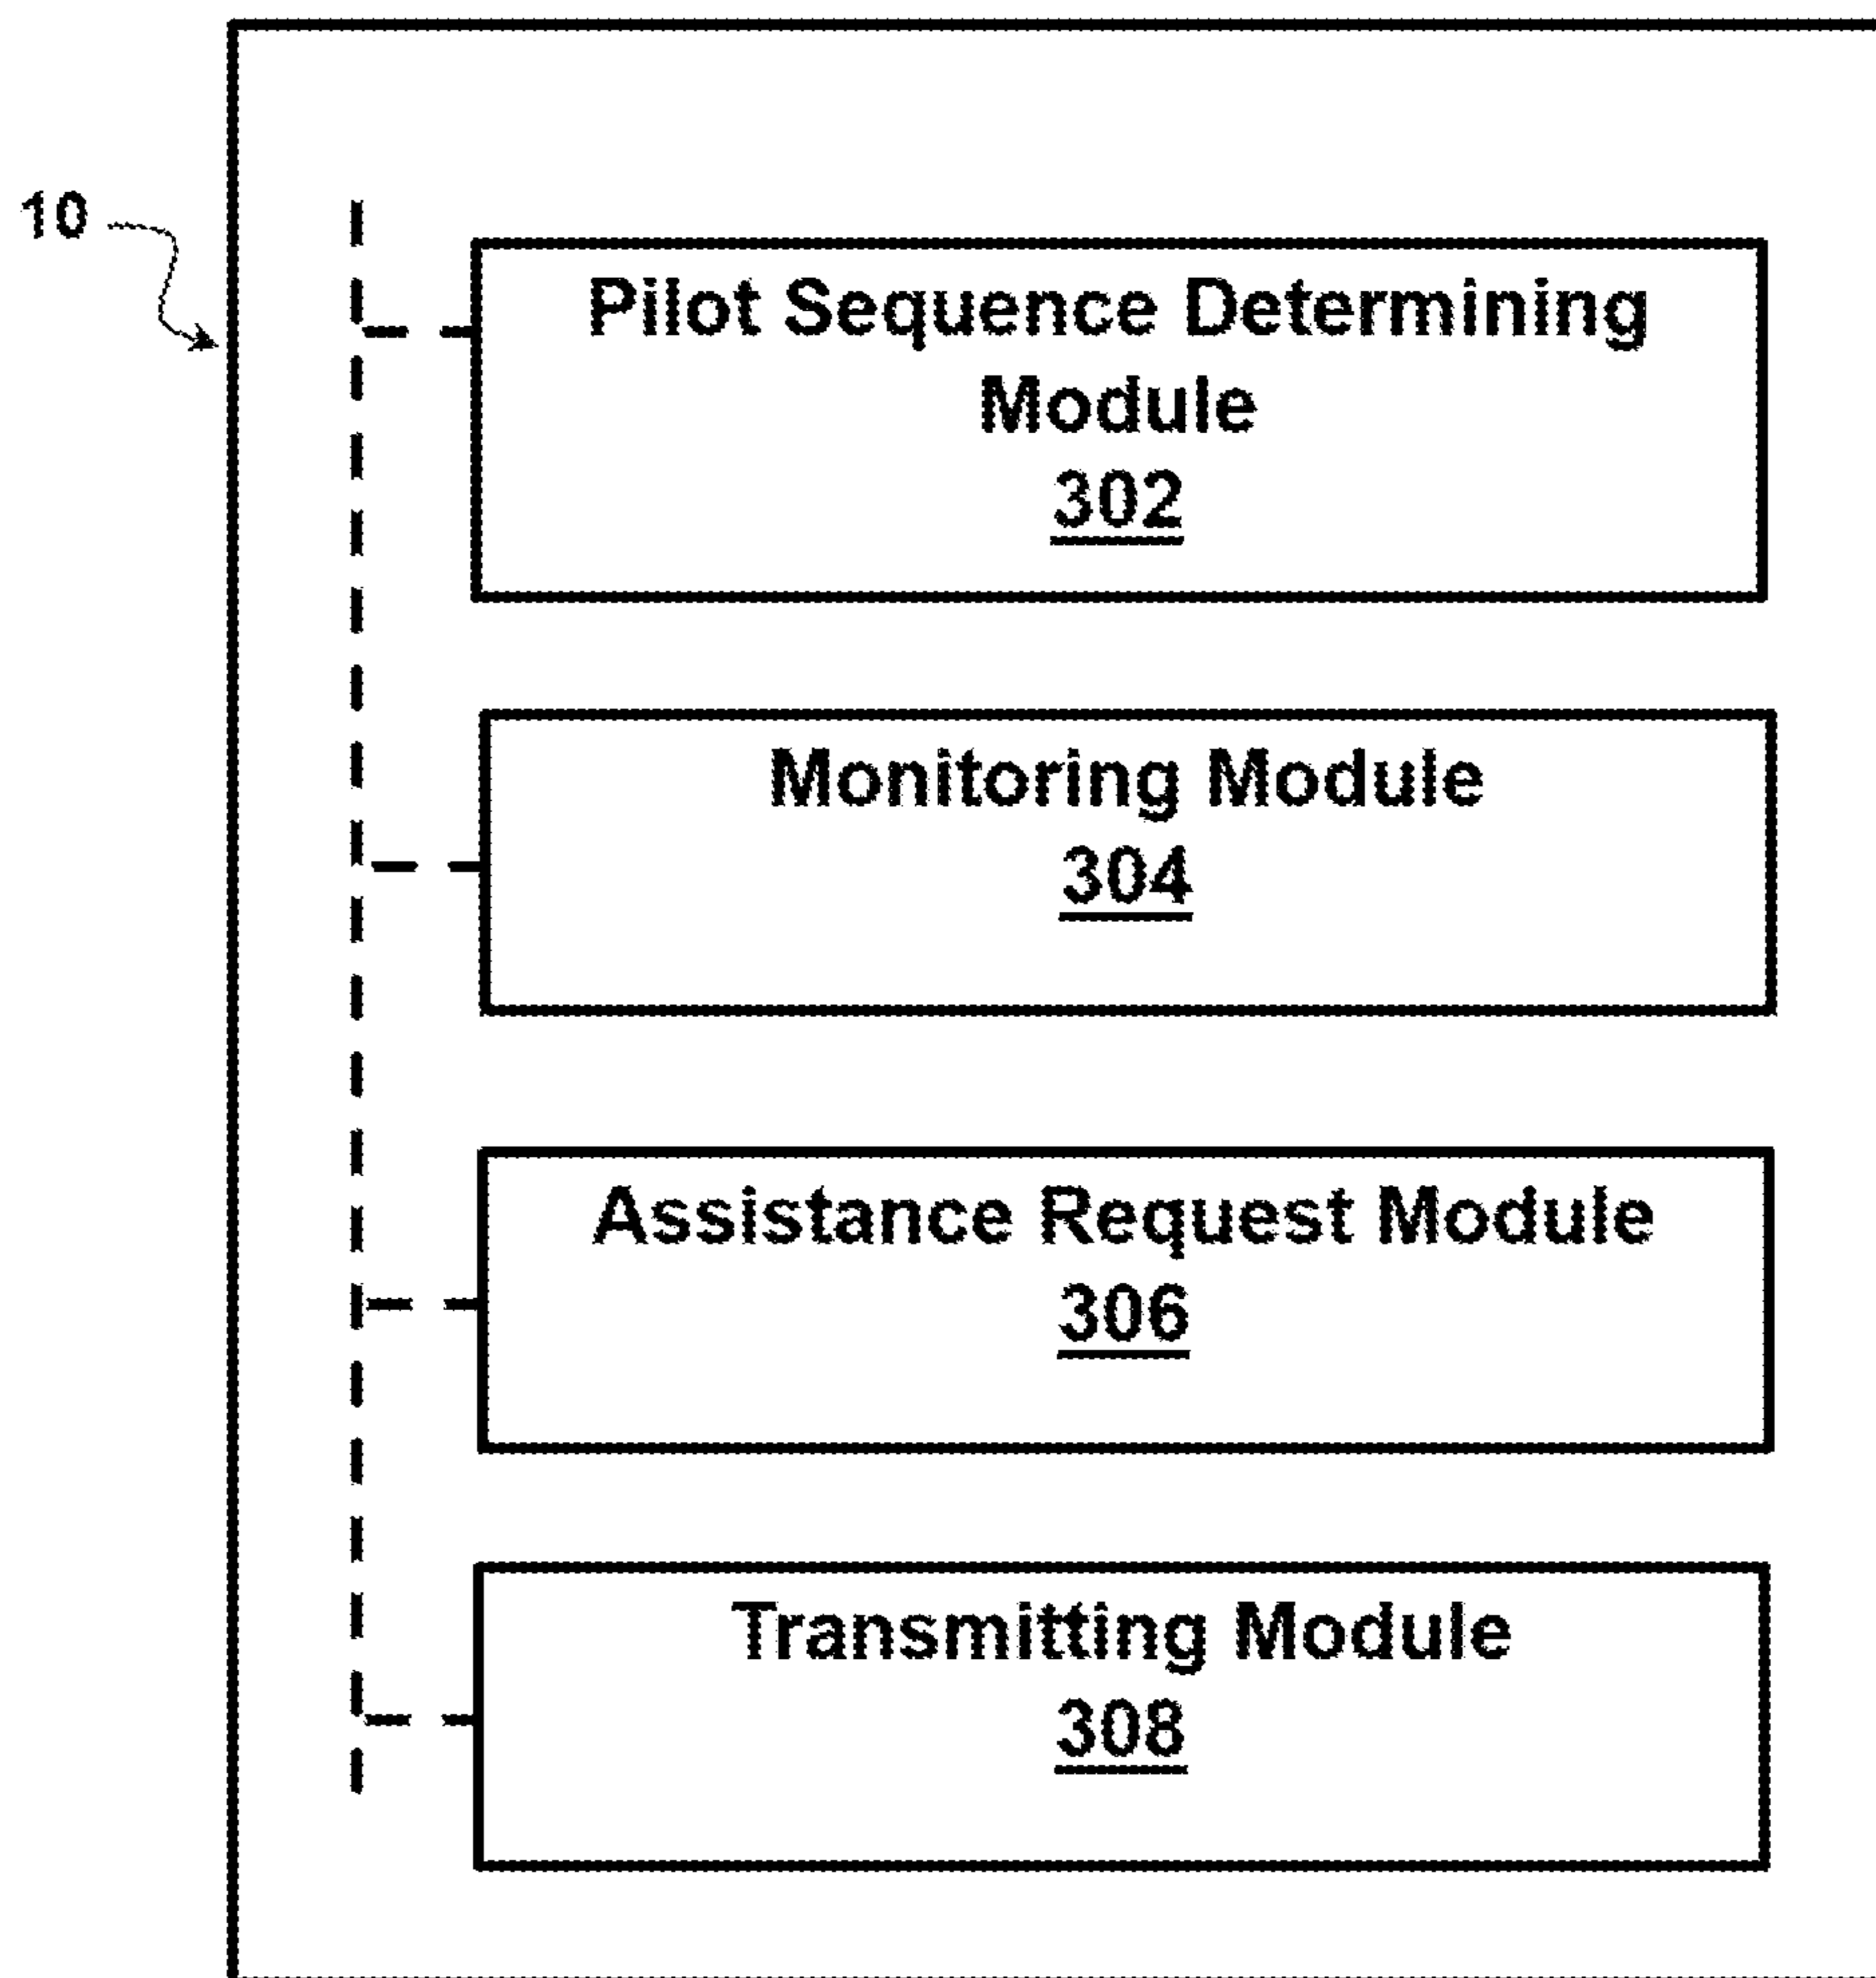 10
Pilot Sequence Determining
Module
302
Monitoring Module
304
Assistance Request Module
306
Transmitting Module
308